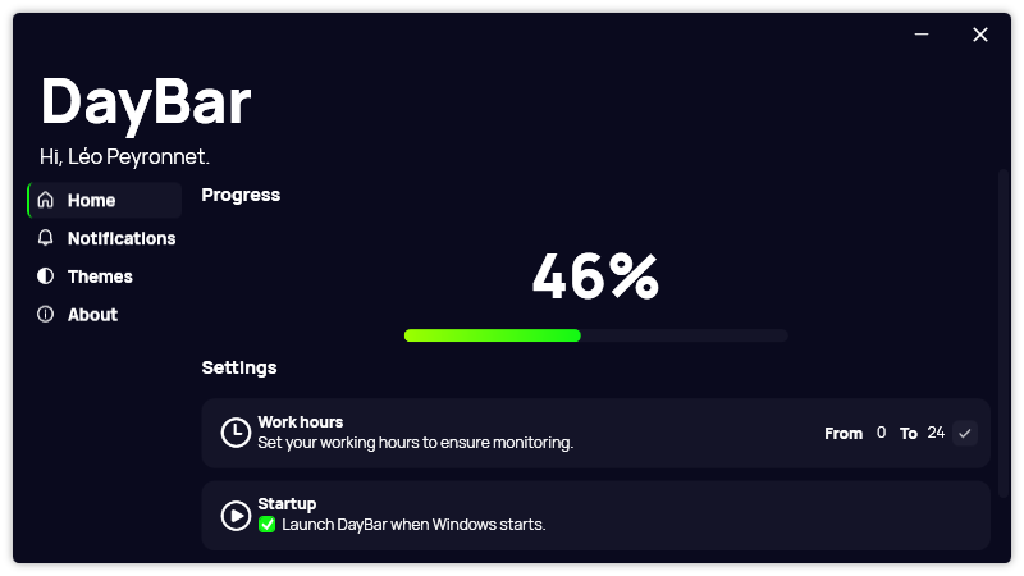 DayBar
Hi, Léo Peyronnet.
Home
Notifications
Themes
About
Progress
46%
Settings
Work hours
Set your working hours to ensure monitoring.
From 0 To 24
Startup
Launch DayBar when Windows starts.